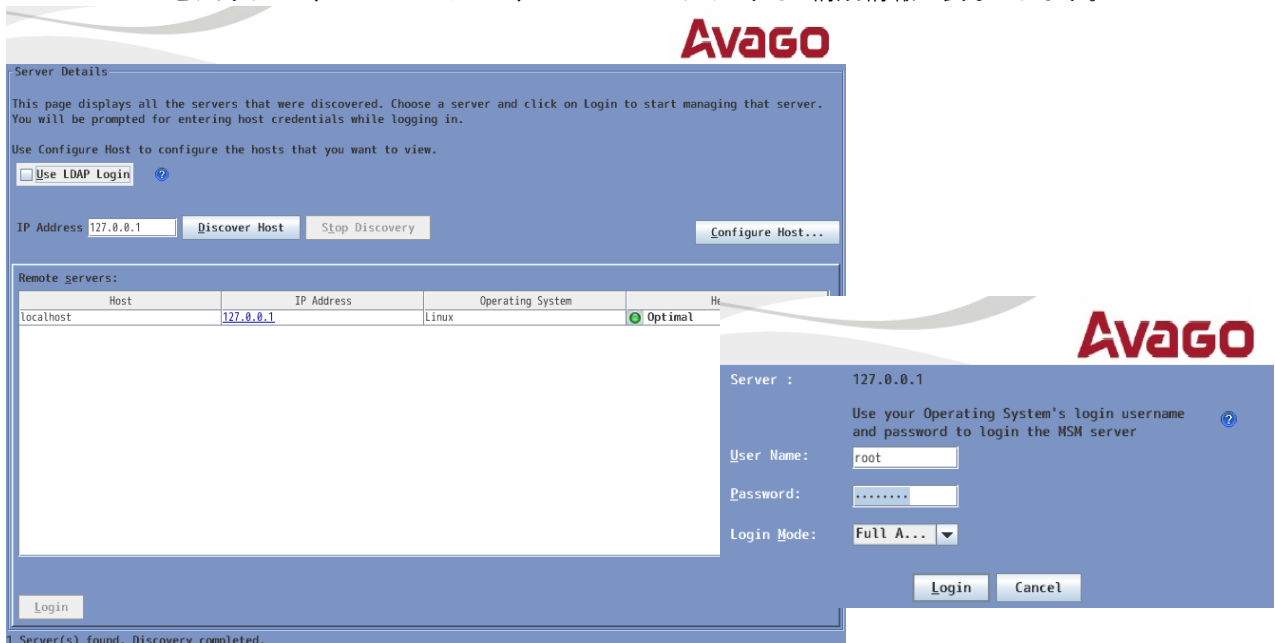 Avago
Server Details
This page displays all the servers that were discovered. Choose a server and click on Login to start managing that server.
You will be prompted for entering host credentials while logging in.
Use Configure Host to configure the hosts that you want to view.
Use LDAP Login
IP Address 127.0.0.1 Discover Host Stop Discovery
Configure Host...
Remote servers:
Host IP Address Operating System
localhost 127.0.0.1 Linux Optimal
Login
1 Server(s) found. Discovery completed.
Avago
Server : 127.0.0.1
Use your Operating System's login username
and password to login the MSM server
User Name: root
Password: ........
Login Mode: Full A...
Login Cancel